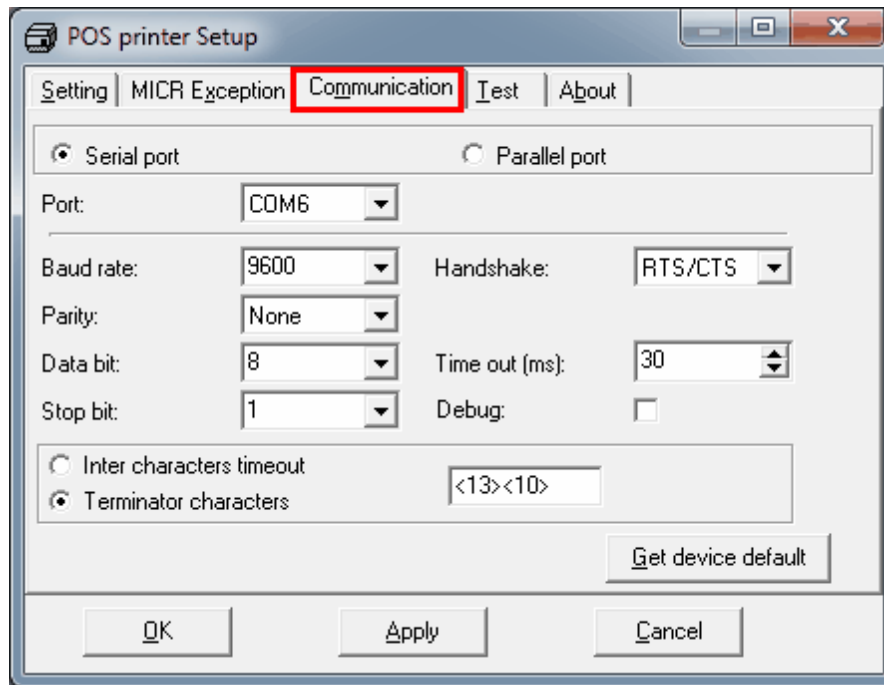 POS printer Setup
Setting MICR Exception Communication Test About
Serial port Parallel port
Port: COM6
Baud rate: 9600 Handshake: RTS/CTS
Parity: None
Data bit: 8 Time out (ms): 30
Stop bit: 1 Debug:
Inter characters timeout
Terminator characters <13><10>
Get device default
OK Apply Cancel